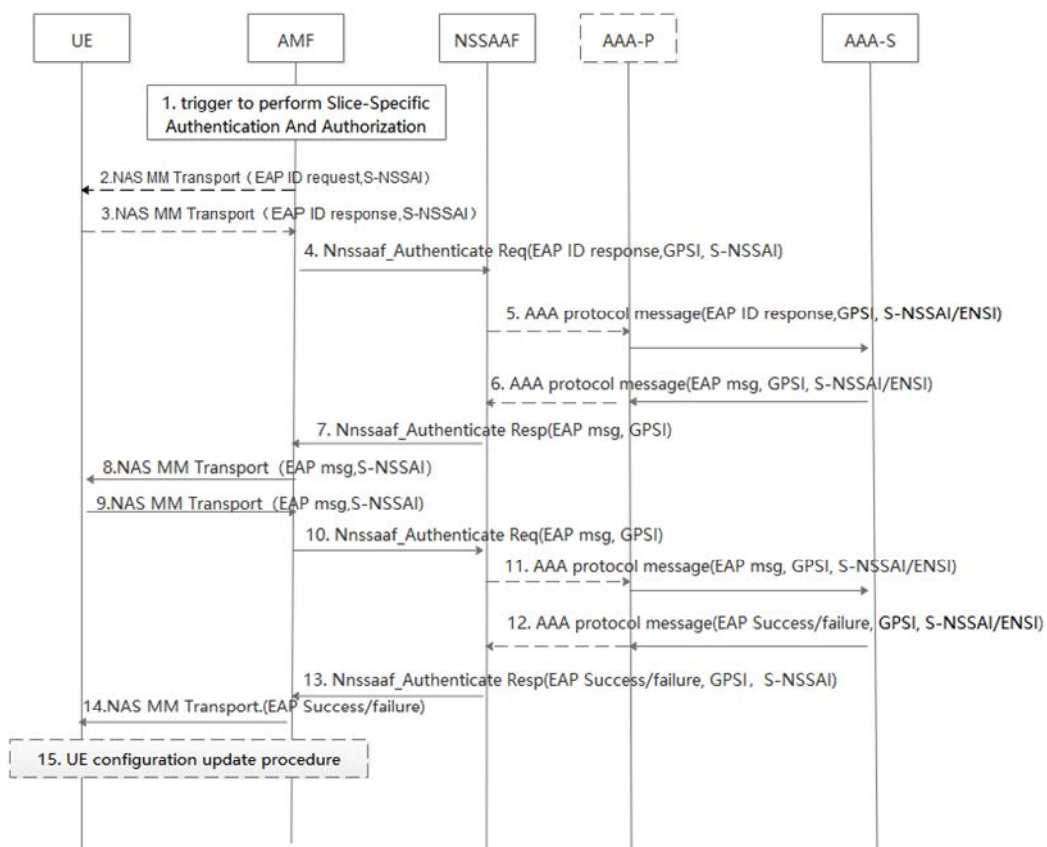 UE
AMF
NSSAAF
AAA-P
AAA-S
1. trigger to perform Slice-Specific
Authentication And Authorization
2.NAS MM Transport（EAP ID request,S-NSSAI）
3.NAS MM Transport（EAP ID response,S-NSSAI）
4. Nnssaaf_Authenticate Req(EAP ID response,GPSI, S-NSSAI)
5. AAA protocol message(EAP ID response,GPSI, S-NSSAI/ENSI)
6. AAA protocol message(EAP msg, GPSI, S-NSSAI/ENSI)
7. Nnssaaf_Authenticate Resp(EAP msg, GPSI)
8.NAS MM Transport（EAP msg,S-NSSAI）
9.NAS MM Transport（EAP msg,S-NSSAI）
10. Nnssaaf_Authenticate Req(EAP msg, GPSI)
11. AAA protocol message(EAP msg, GPSI, S-NSSAI/ENSI)
12. AAA protocol message(EAP Success/failure, GPSI, S-NSSAI/ENSI)
13. Nnssaaf_Authenticate Resp(EAP Success/failure, GPSI，S-NSSAI)
14.NAS MM Transport.(EAP Success/failure)
15. UE configuration update procedure